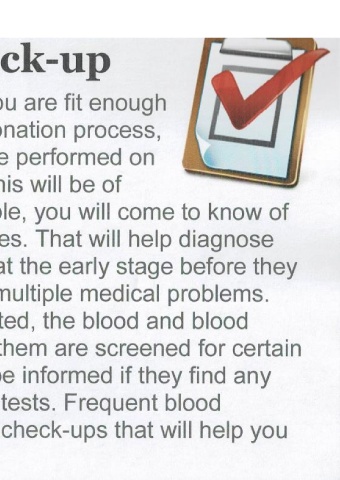 ck-up
ou are fit enough
onation process,
e performed on
his will be of
ole, you will come to know of
es. That will help diagnose
at the early stage before they
multiple medical problems.
ted, the blood and blood
them are screened for certain
be informed if they find any
tests. Frequent blood
check-ups that will help you